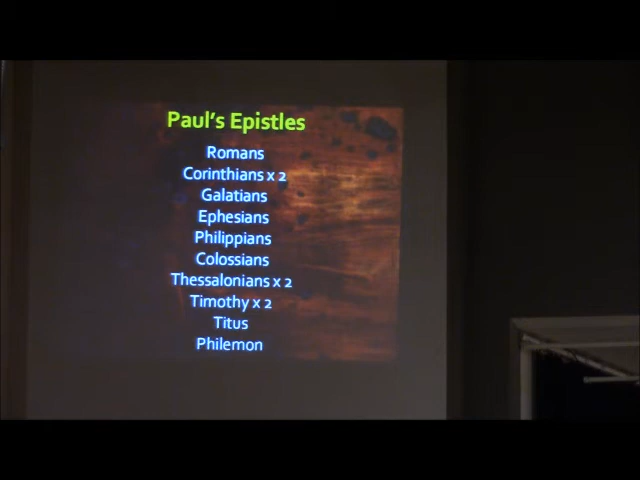 Paul's Epistles
Romans
Corinthians x 2
Galatians
Ephesians
Philippians
Colossians
Thessalonians x 2
Timothy x 2
Titus
Philemon